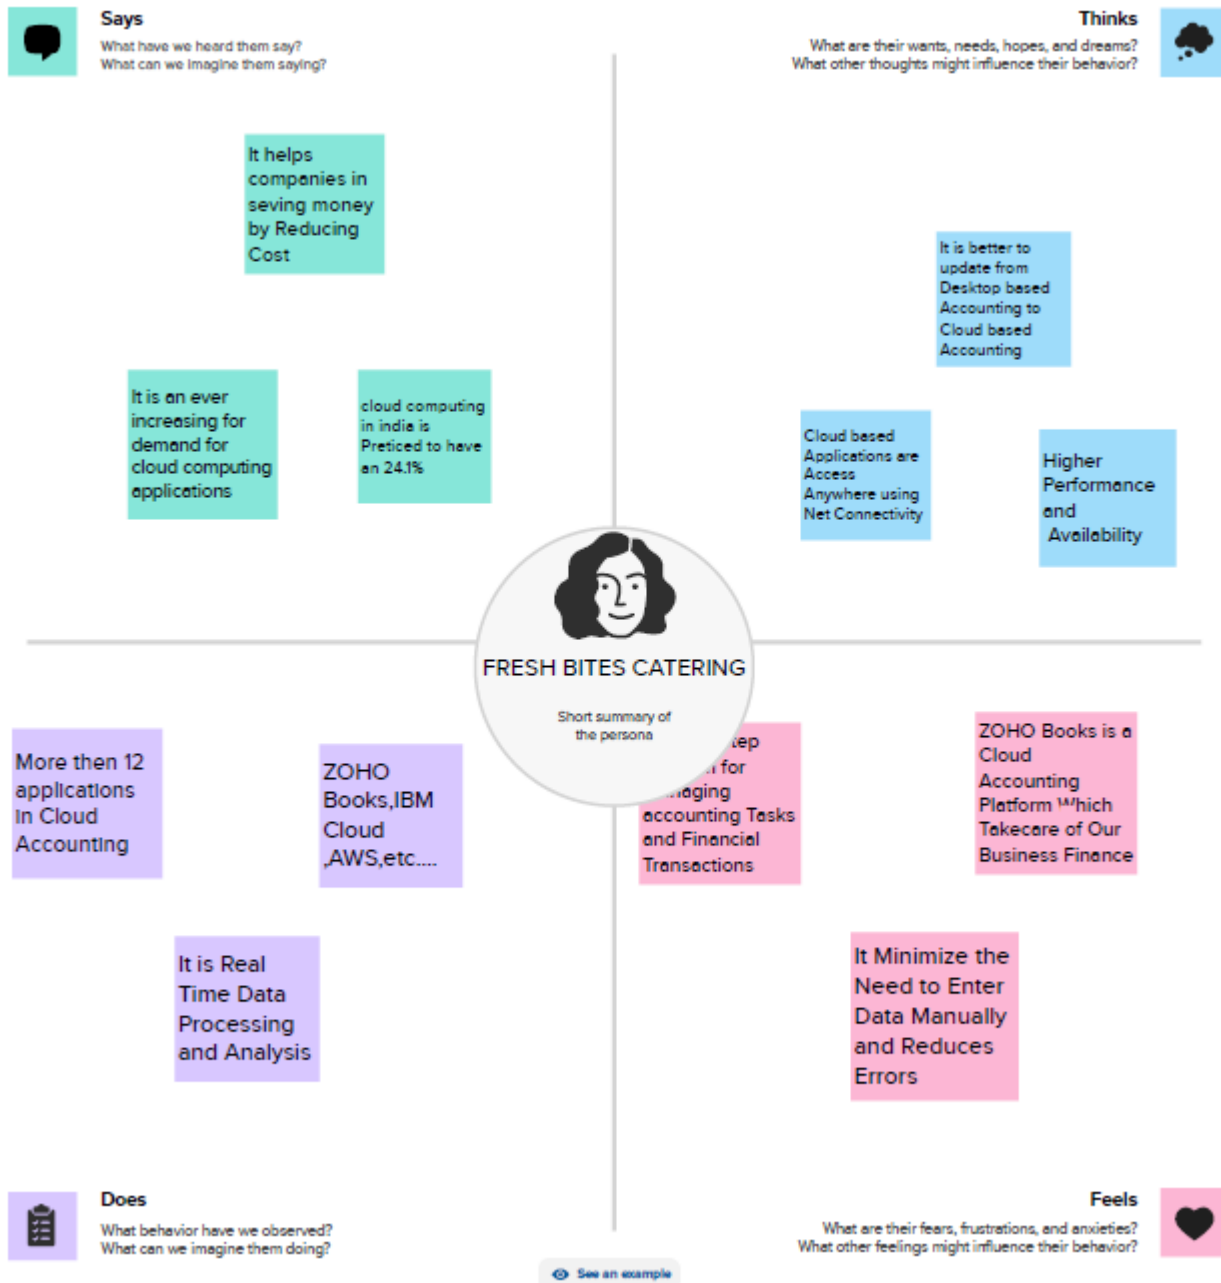 Says
What have we heard them say?
What can we imagine them saying?
Thinks
What are their wants, needs, hopes, and dreams?
What other thoughts might influence their behavior?
It helps
companies in
seving money
by Reducing
Cost
It is an ever
increasing for
demand for
cloud computing
applications
cloud computing
in india is
Preticed to have
an 24.1%
It is better to
update from
Desktop based
Accounting to
Cloud based
Accounting
Cloud based
Applications are
Access
Anywhere using
Net Connectivity
Higher
Performance
and
Availability
FRESH BITES CATERING
Short summary of
the persona
More then 12
applications
in Cloud
Accounting
ZOHO
Books,IBM
Cloud
,AWS,etc....
It is Real
Time Data
Processing
and Analysis
for
accounting Tasks
and Financial
Transactions
ZOHO Books is a
Cloud
Accounting
Platform Which
Takecare of Our
Business Finance
It Minimize the
Need to Enter
Data Manually
and Reduces
Errors
Does
What behavior have we observed?
What can we imagine them doing?
Feels
What are their fears, frustrations, and anxieties?
What other feelings might influence their behavior?
See an example